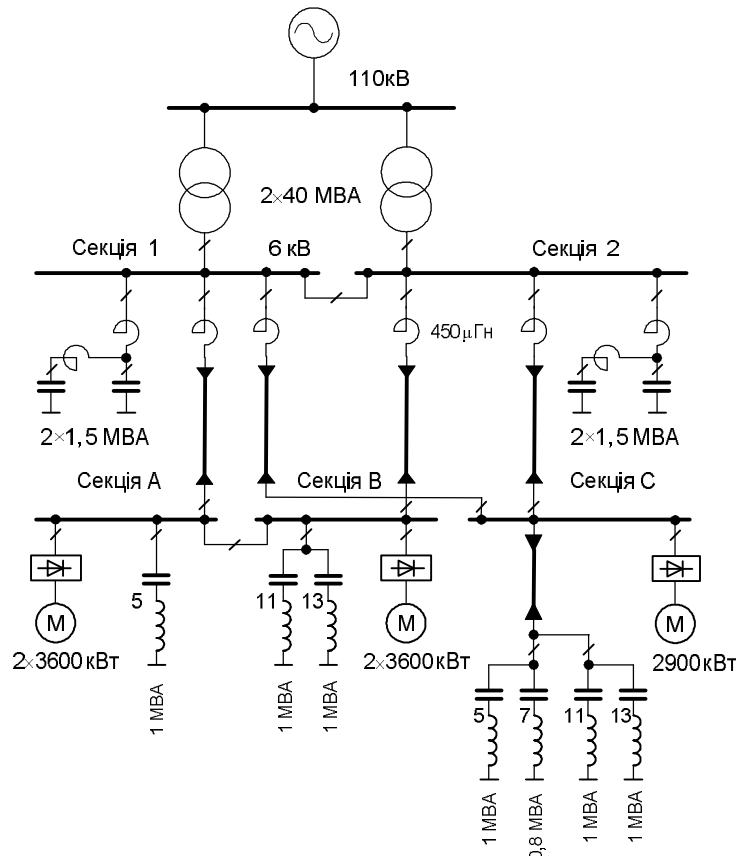 110кВ
2×40 МВА
Секція 1
6 кВ
Секція 2
450μГн
2×1,5 МВА
2×1,5 МВА
Секція А
Секція В
Секція С
5
11
13
М
М
М
2×3600кВт
2×3600кВт
2900кВт
1 МВА
1 МВА
1 МВА
5
7
11
13
1 МВА
0,8 МВА
1 МВА
1 МВА